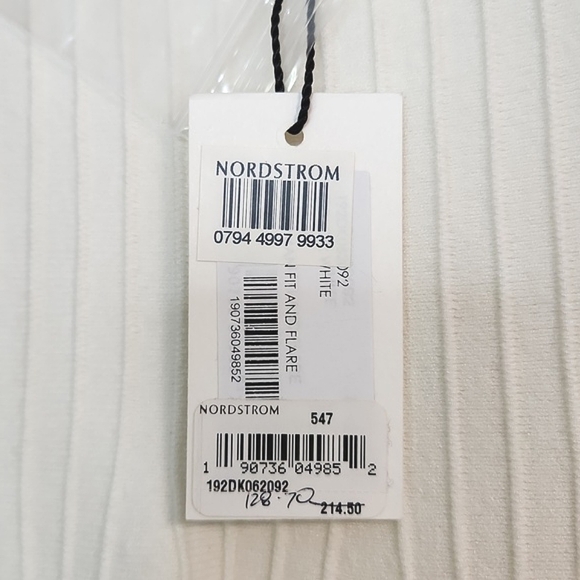 NORDSTROM
0794 4997 9933
092
WHITE
FIT AND FLARE
190736049852
NORDSTROM
547
1 90736 04985 2
192DK062092
128.70
214.50